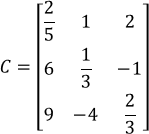 C = [ 2/5 1 2
6 1/3 −1
9 −4 2/3 ]